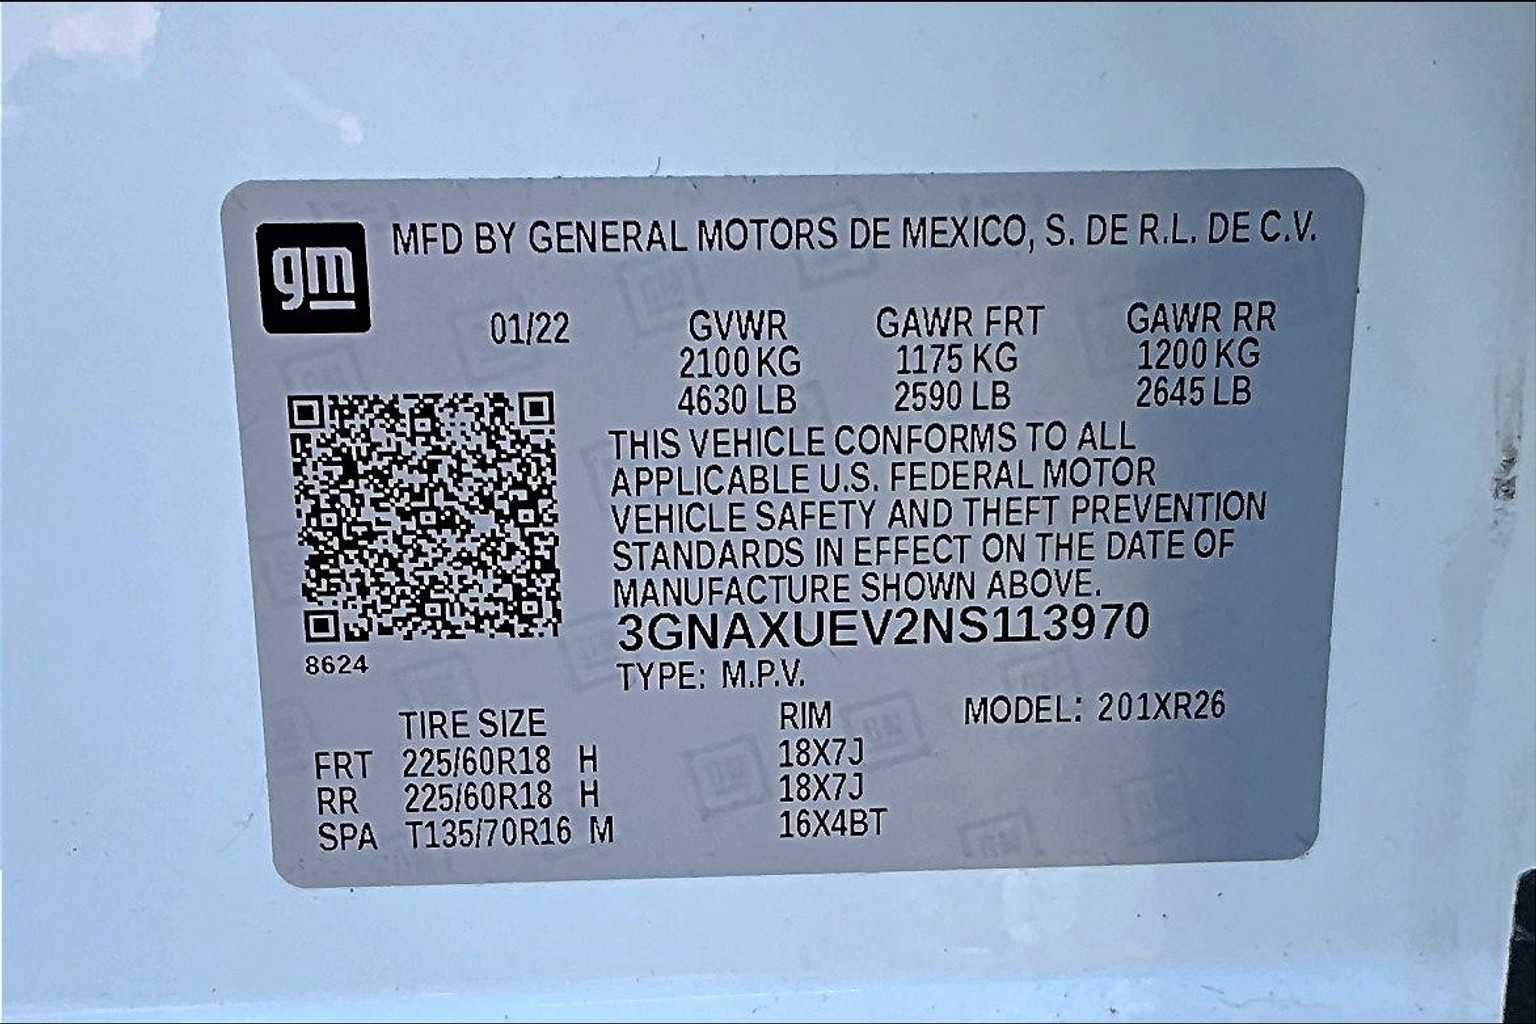 gm
MFD BY GENERAL MOTORS DE MEXICO, S. DE R.L. DE C.V.
01/22 GVWR GAWR FRT GAWR RR
2100 KG 1175 KG 1200 KG
4630 LB 2590 LB 2645 LB
THIS VEHICLE CONFORMS TO ALL
APPLICABLE U.S. FEDERAL MOTOR
VEHICLE SAFETY AND THEFT PREVENTION
STANDARDS IN EFFECT ON THE DATE OF
MANUFACTURE SHOWN ABOVE.
3GNAXUEV2NS113970
8624
TYPE: M.P.V.
TIRE SIZE RIM MODEL: 201XR26
FRT 225/60R18 H 18X7J
RR 225/60R18 H 18X7J
SPA T135/70R16 M 16X4BT